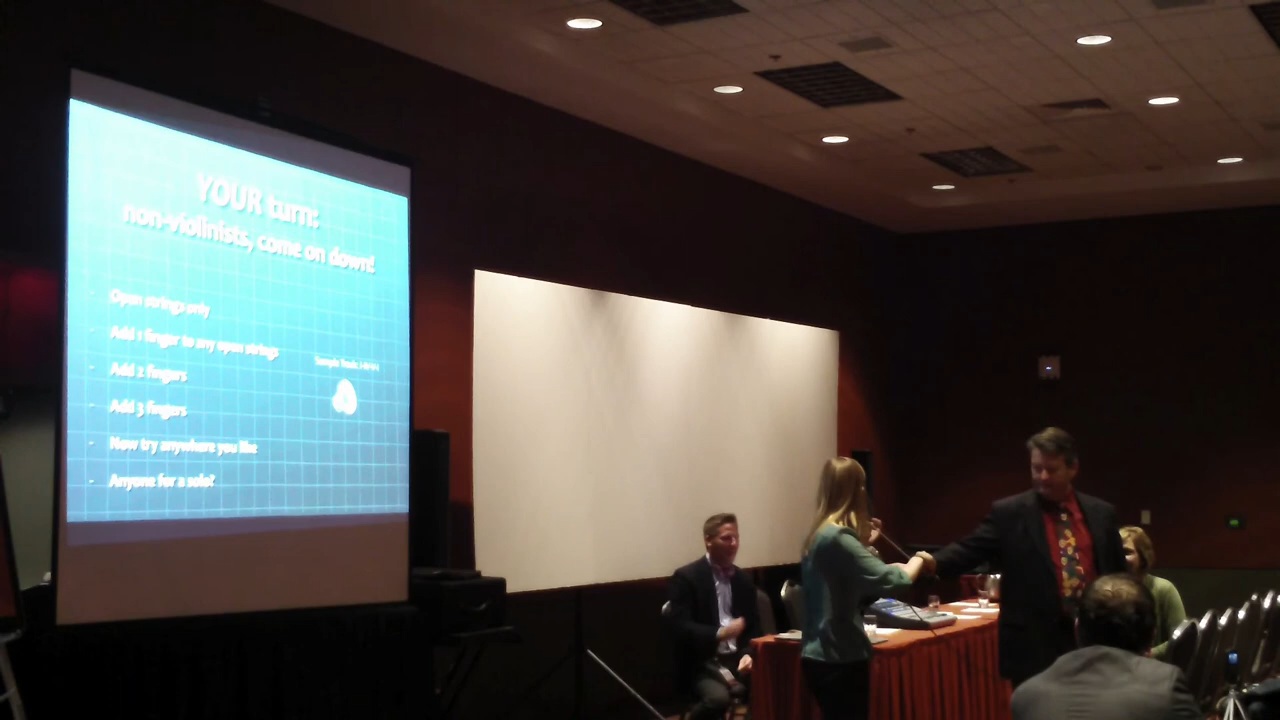 YOUR turn:
non-violinists, come on down!
Open strings only
Add 1 finger to any open strings
Add 2 fingers
Add 3 fingers
Now try anywhere you like
Anyone for a solo?